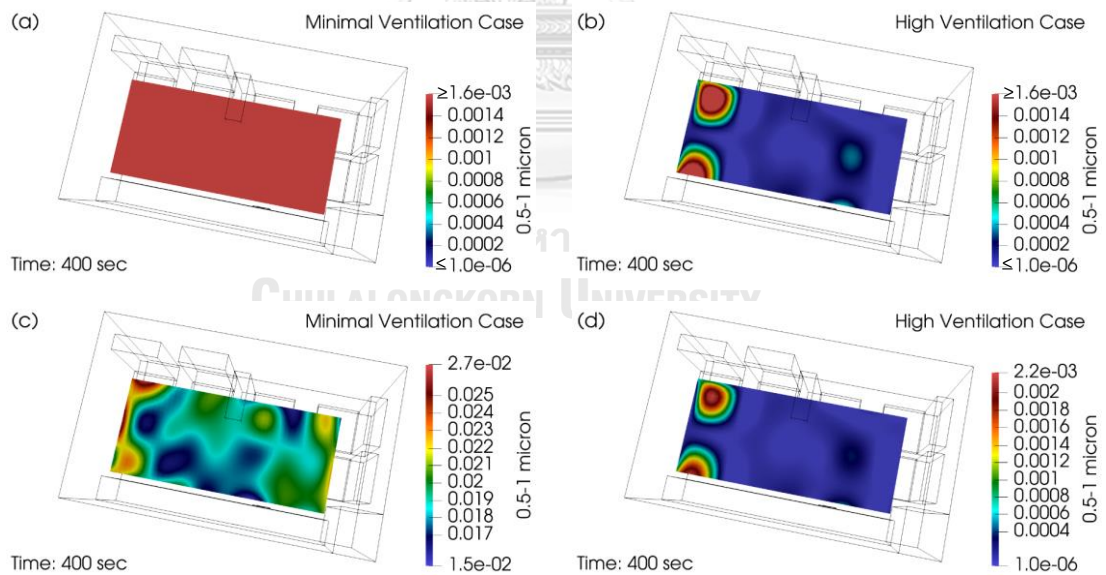 (a) Minimal Ventilation Case
≥1.6e-03
0.0014
0.0012
0.001
0.0008
0.0006
0.0004
0.0002
≤1.0e-06
0.5-1 micron
Time: 400 sec
(b) High Ventilation Case
≥1.6e-03
0.0014
0.0012
0.001
0.0008
0.0006
0.0004
0.0002
≤1.0e-06
0.5-1 micron
Time: 400 sec
CHULALONGKORN UNIVERSITY
(c) Minimal Ventilation Case
2.7e-02
0.025
0.024
0.023
0.022
0.021
0.02
0.019
0.018
0.017
1.5e-02
0.5-1 micron
Time: 400 sec
(d) High Ventilation Case
2.2e-03
0.002
0.0018
0.0016
0.0014
0.0012
0.001
0.0008
0.0006
0.0004
1.0e-06
0.5-1 micron
Time: 400 sec